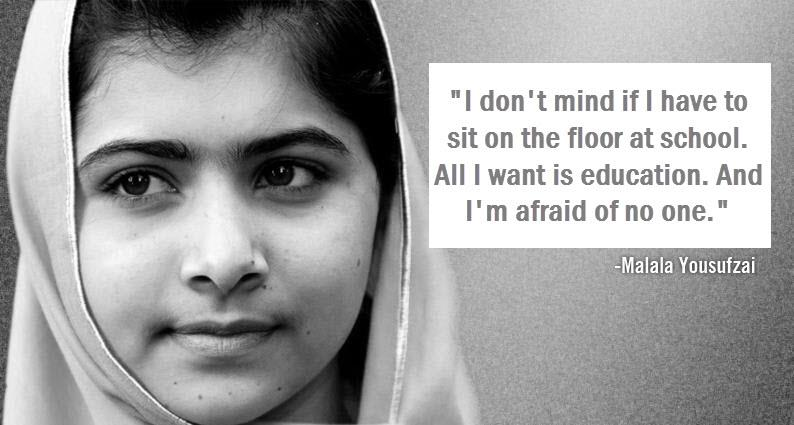 "I don't mind if I have to
sit on the floor at school.
All I want is education. And
I'm afraid of no one."
-Malala Yousufzai